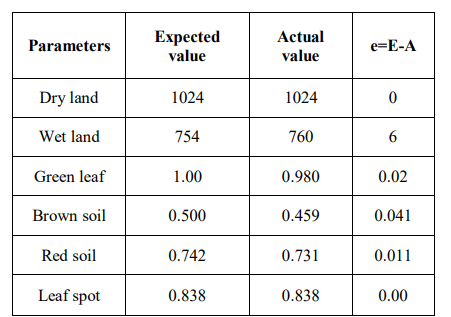 Parameters Expected value Actual value e=E-A
Dry land 1024 1024 0
Wet land 754 760 6
Green leaf 1.00 0.980 0.02
Brown soil 0.500 0.459 0.041
Red soil 0.742 0.731 0.011
Leaf spot 0.838 0.838 0.00